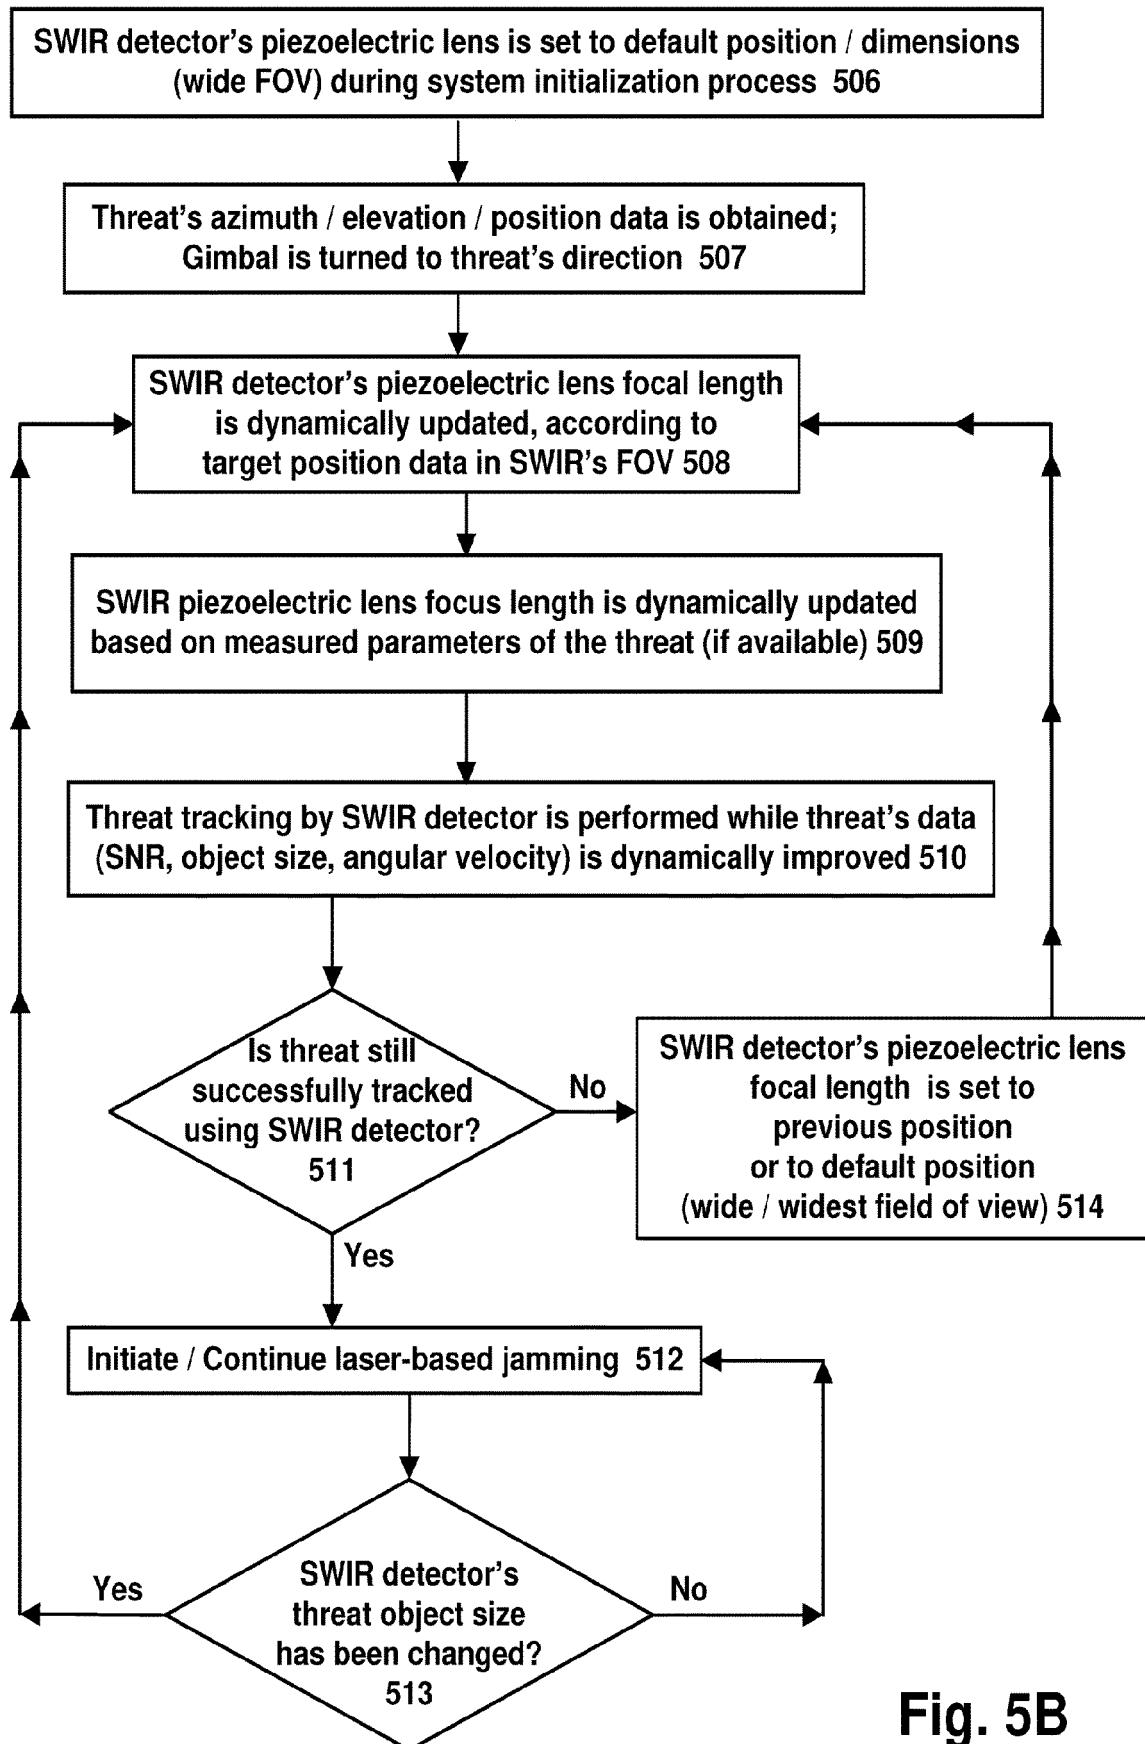 SWIR detector's piezoelectric lens is set to default position / dimensions
(wide FOV) during system initialization process 506
Threat's azimuth / elevation / position data is obtained;
Gimbal is turned to threat's direction 507
SWIR detector's piezoelectric lens focal length
is dynamically updated, according to
target position data in SWIR's FOV 508
SWIR piezoelectric lens focus length is dynamically updated
based on measured parameters of the threat (if available) 509
Threat tracking by SWIR detector is performed while threat's data
(SNR, object size, angular velocity) is dynamically improved 510
Is threat still
successfully tracked
using SWIR detector?
511
No
SWIR detector's piezoelectric lens
focal length is set to
previous position
or to default position
(wide / widest field of view) 514
Yes
Initiate / Continue laser-based jamming 512
Yes
SWIR detector's
threat object size
has been changed?
513
No
Fig. 5B